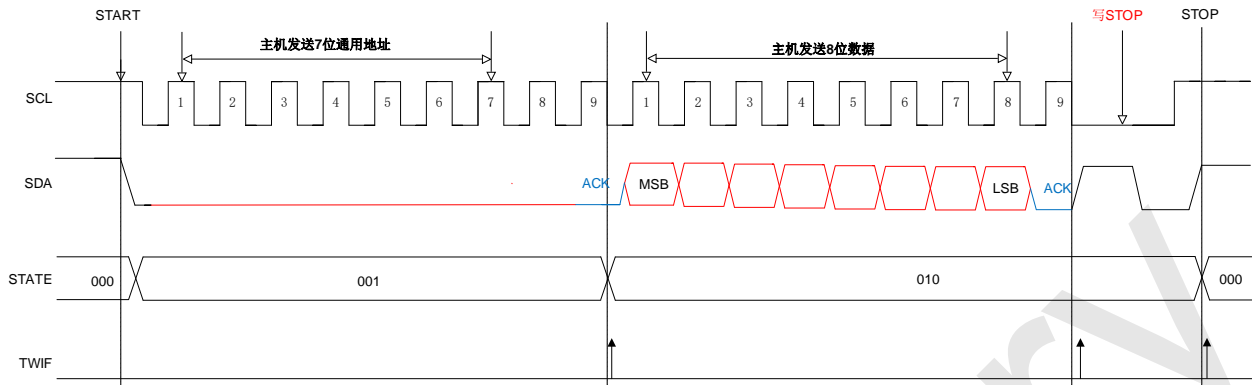 START
写STOP
STOP
主机发送7位通用地址
主机发送8位数据
SCL
1 2 3 4 5 6 7 8 9 1 2 3 4 5 6 7 8 9
SDA
ACK MSB LSB ACK
STATE
000 001 010 000
TWIF